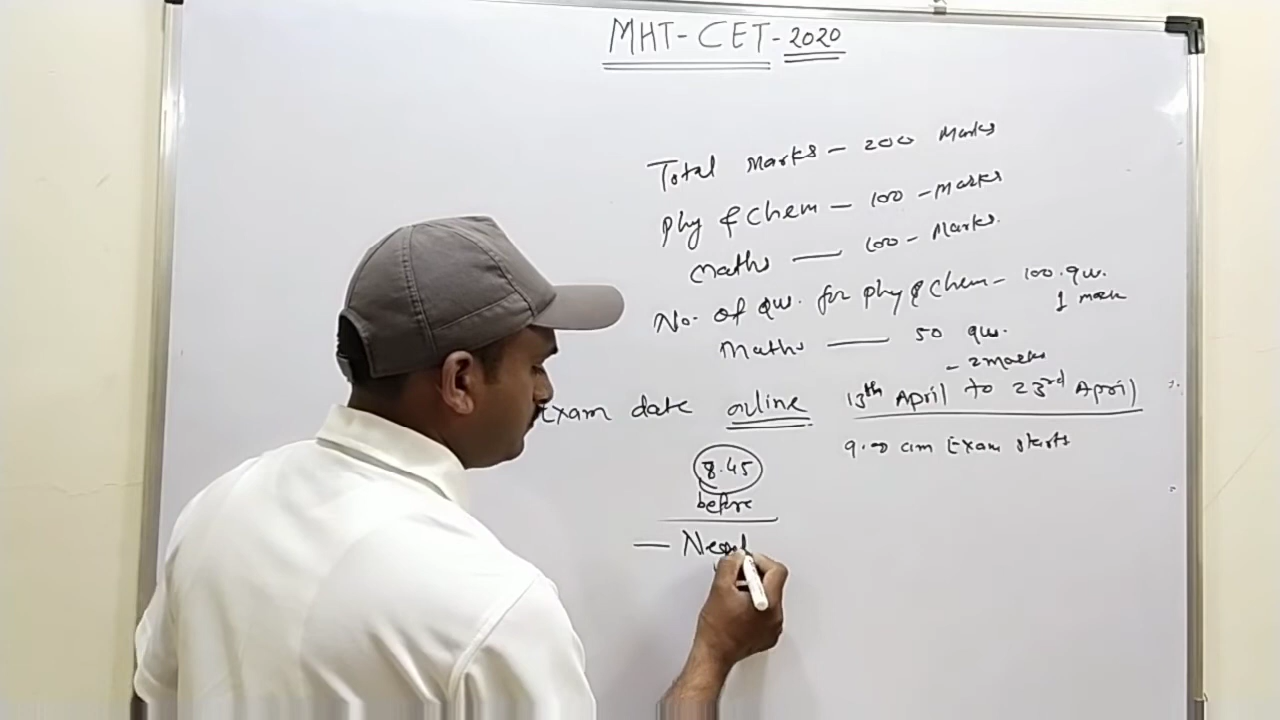 MHT-CET-2020
Total Marks - 200 Marks
Phy & Chem - 100 - Marks
Maths — 100 - Marks.
No. of qu. for Phy & Chem - 100. qu.
1 mark
Maths — 50 qu.
- 2 marks
Exam date online 13th April to 23rd April
9.00 am Exam starts
8.45
before
—